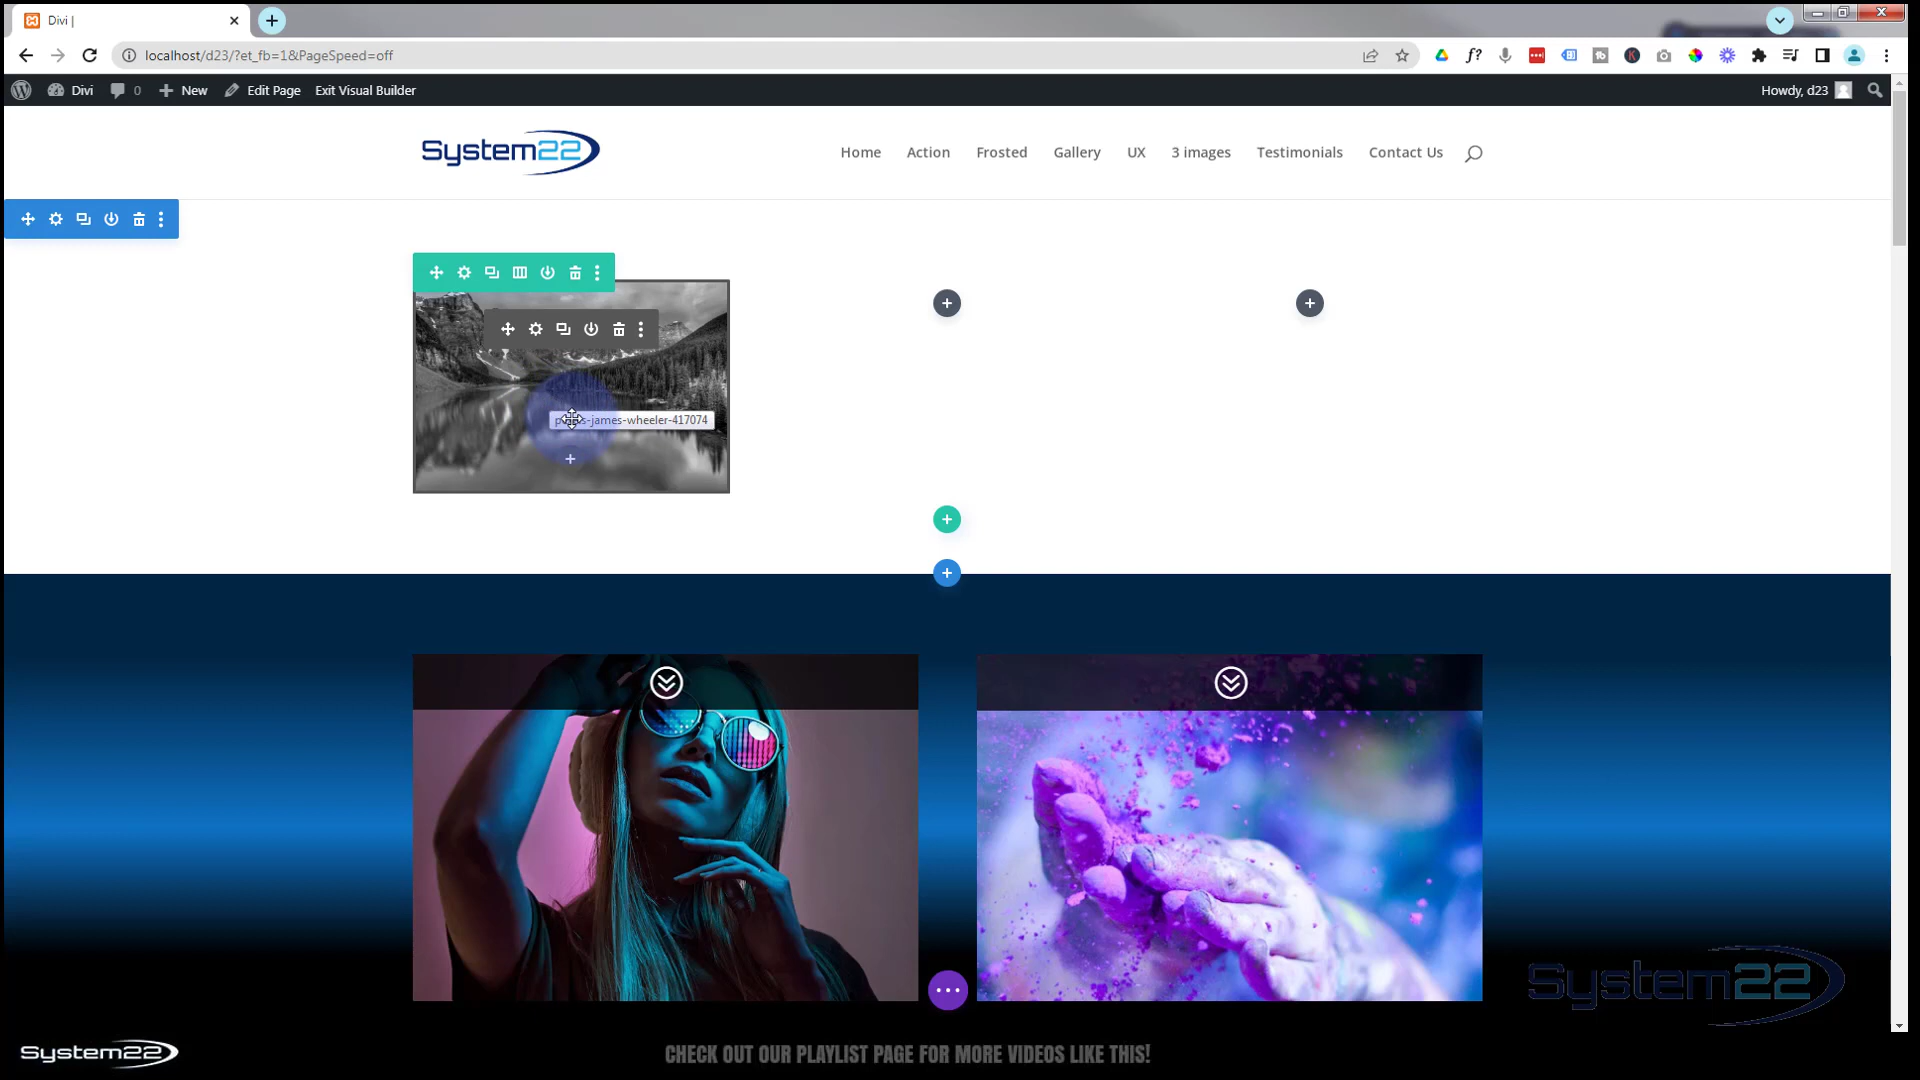 Divi |
localhost/d23/?et_fb=1&PageSpeed=off
Divi 0 New Edit Page Exit Visual Builder Howdy, d23
System22 Home Action Frosted Gallery UX 3 images Testimonials Contact Us
-james-wheeler-417074
System22
System22
CHECK OUT OUR PLAYLIST PAGE FOR MORE VIDEOS LIKE THIS!